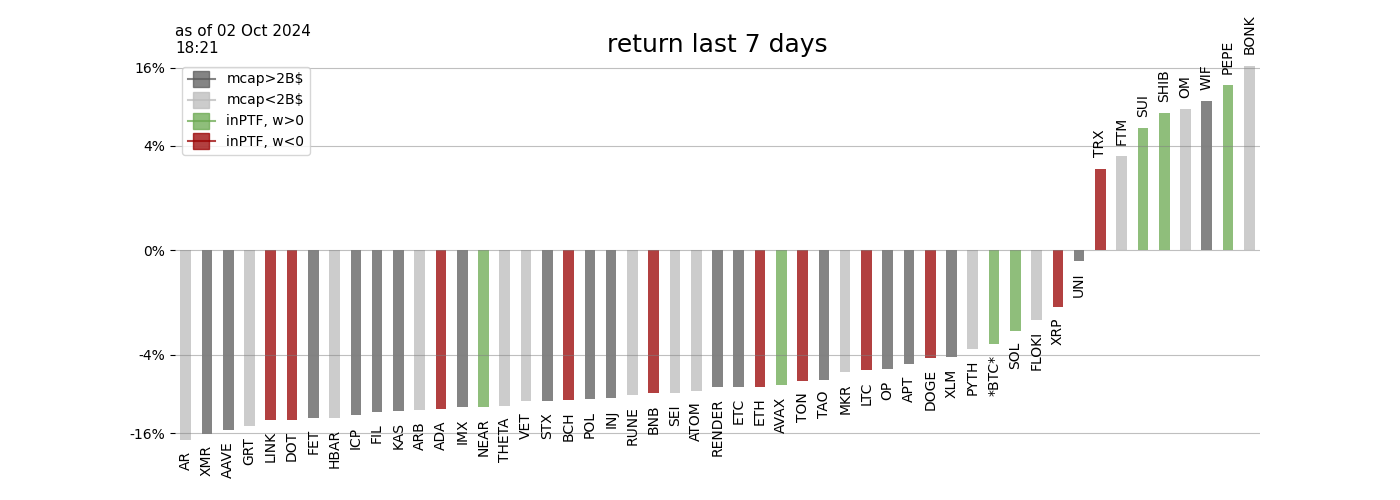 as of 02 Oct 2024
18:21
return last 7 days
mcap>2B$
mcap<2B$
inPTF, w>0
inPTF, w<0
16%
4%
0%
-4%
-16%
AR
XMR
AAVE
GRT
LINK
DOT
FET
HBAR
ICP
FIL
KAS
ARB
ADA
IMX
NEAR
THETA
VET
STX
BCH
POL
INJ
RUNE
BNB
SEI
ATOM
RENDER
ETC
ETH
AVAX
TON
TAO
MKR
LTC
OP
APT
DOGE
XLM
PYTH
*BTC*
SOL
FLOKI
XRP
UNI
TRX
FTM
SUI
SHIB
OM
WIF
PEPE
BONK